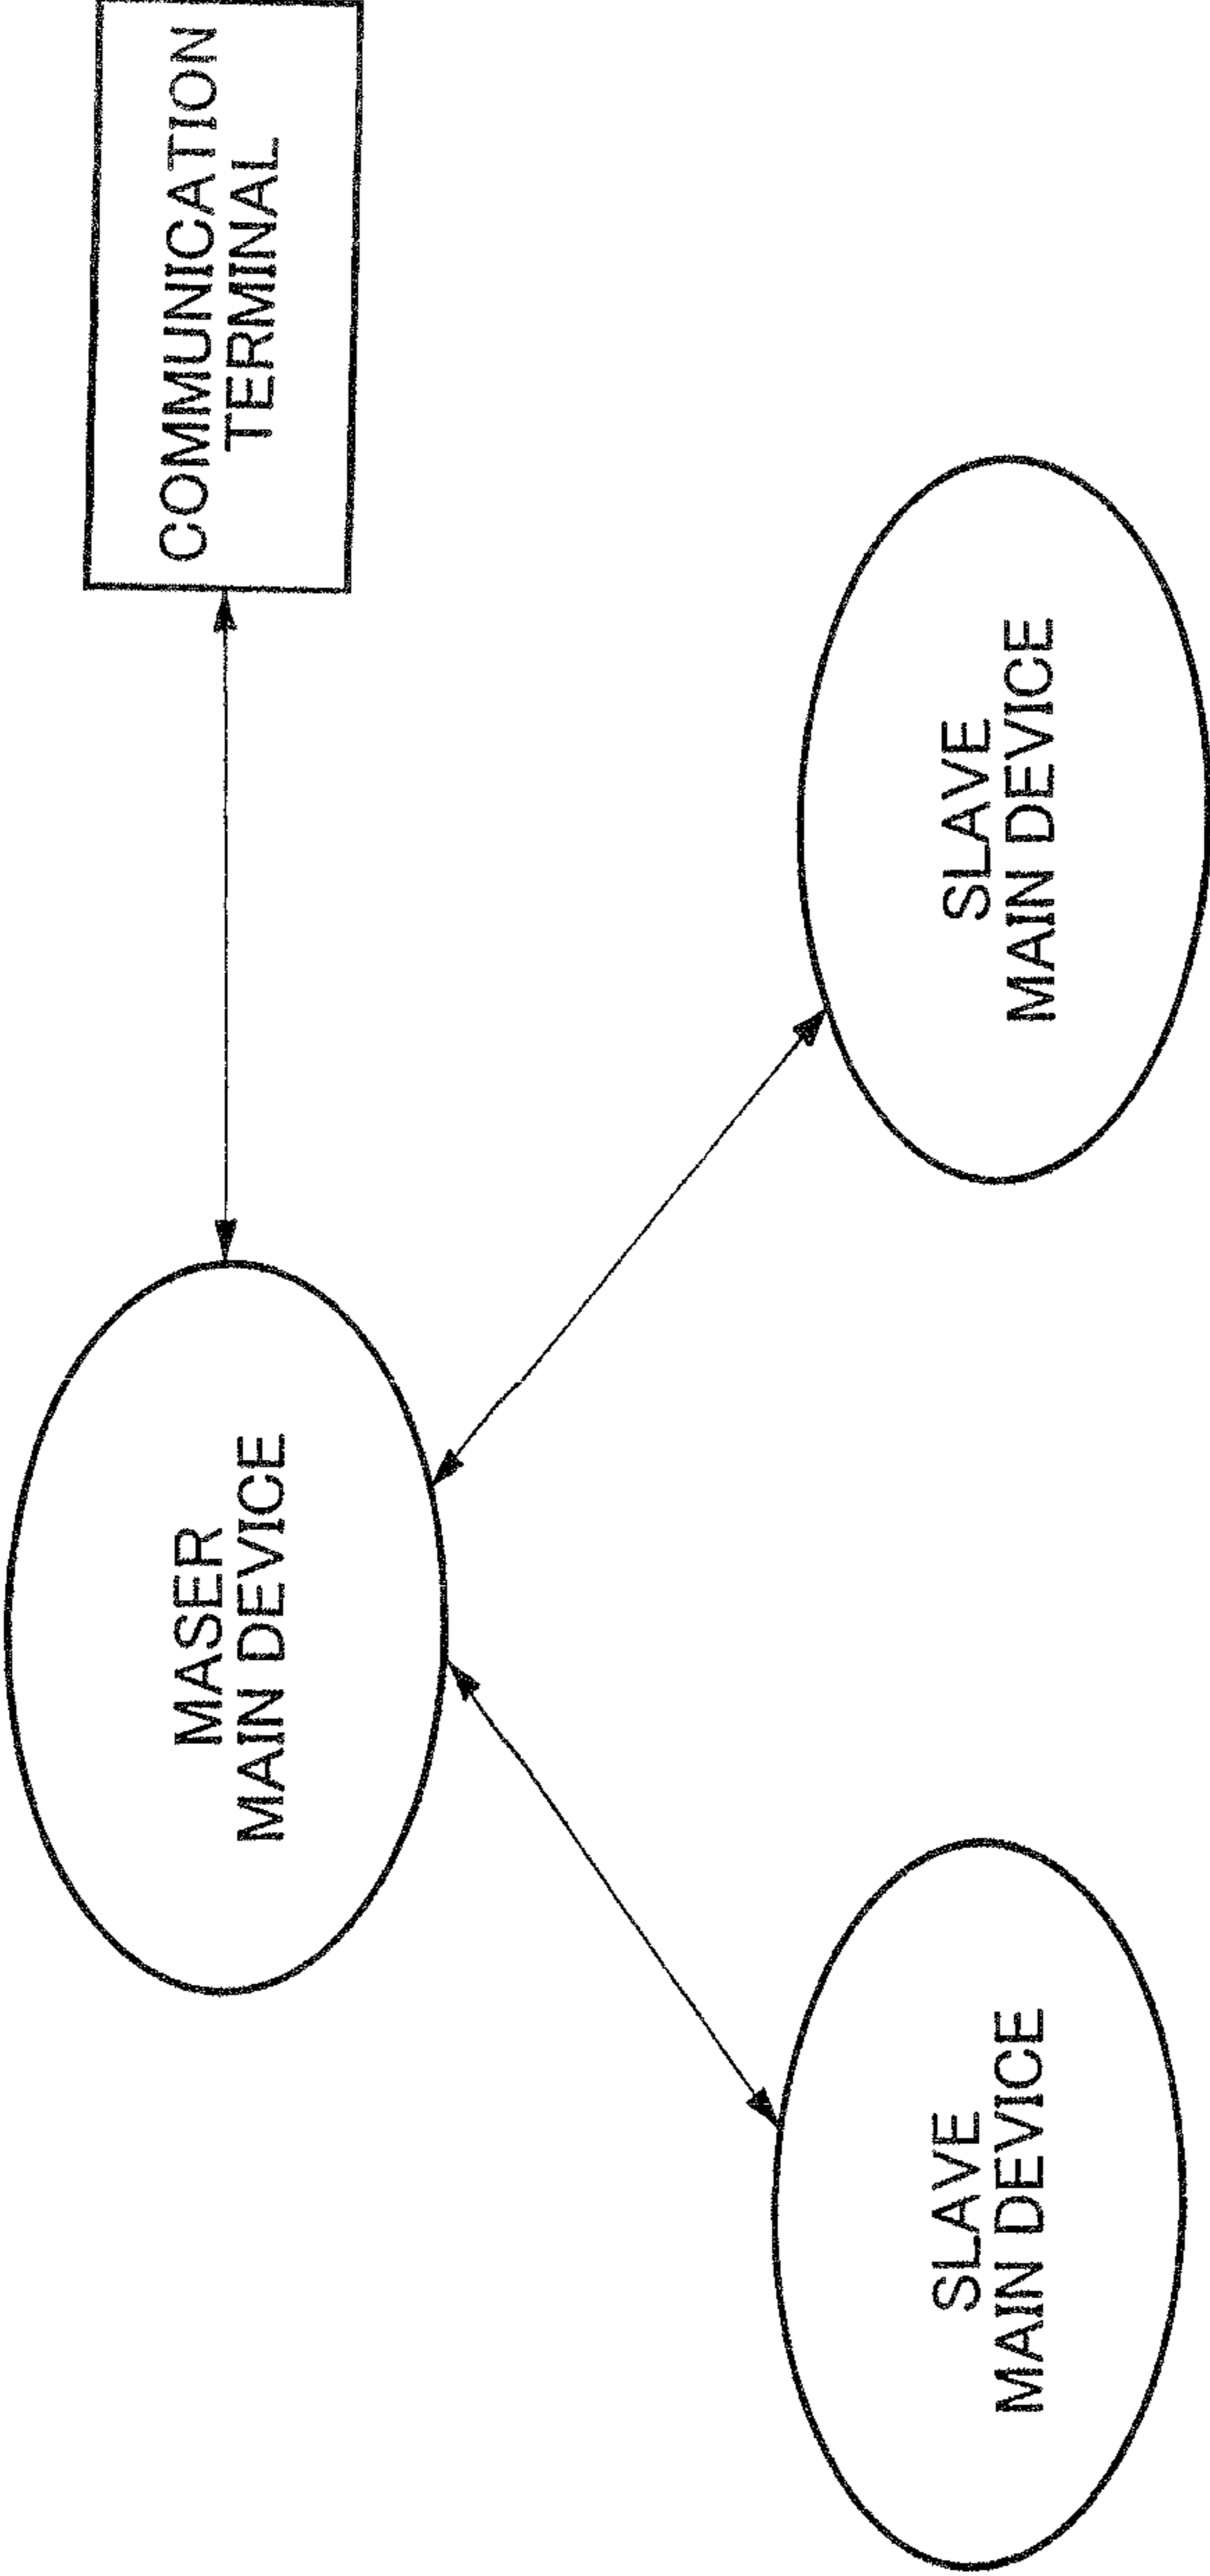 MASER
MAIN DEVICE
COMMUNICATION
TERMINAL
SLAVE
MAIN DEVICE
SLAVE
MAIN DEVICE